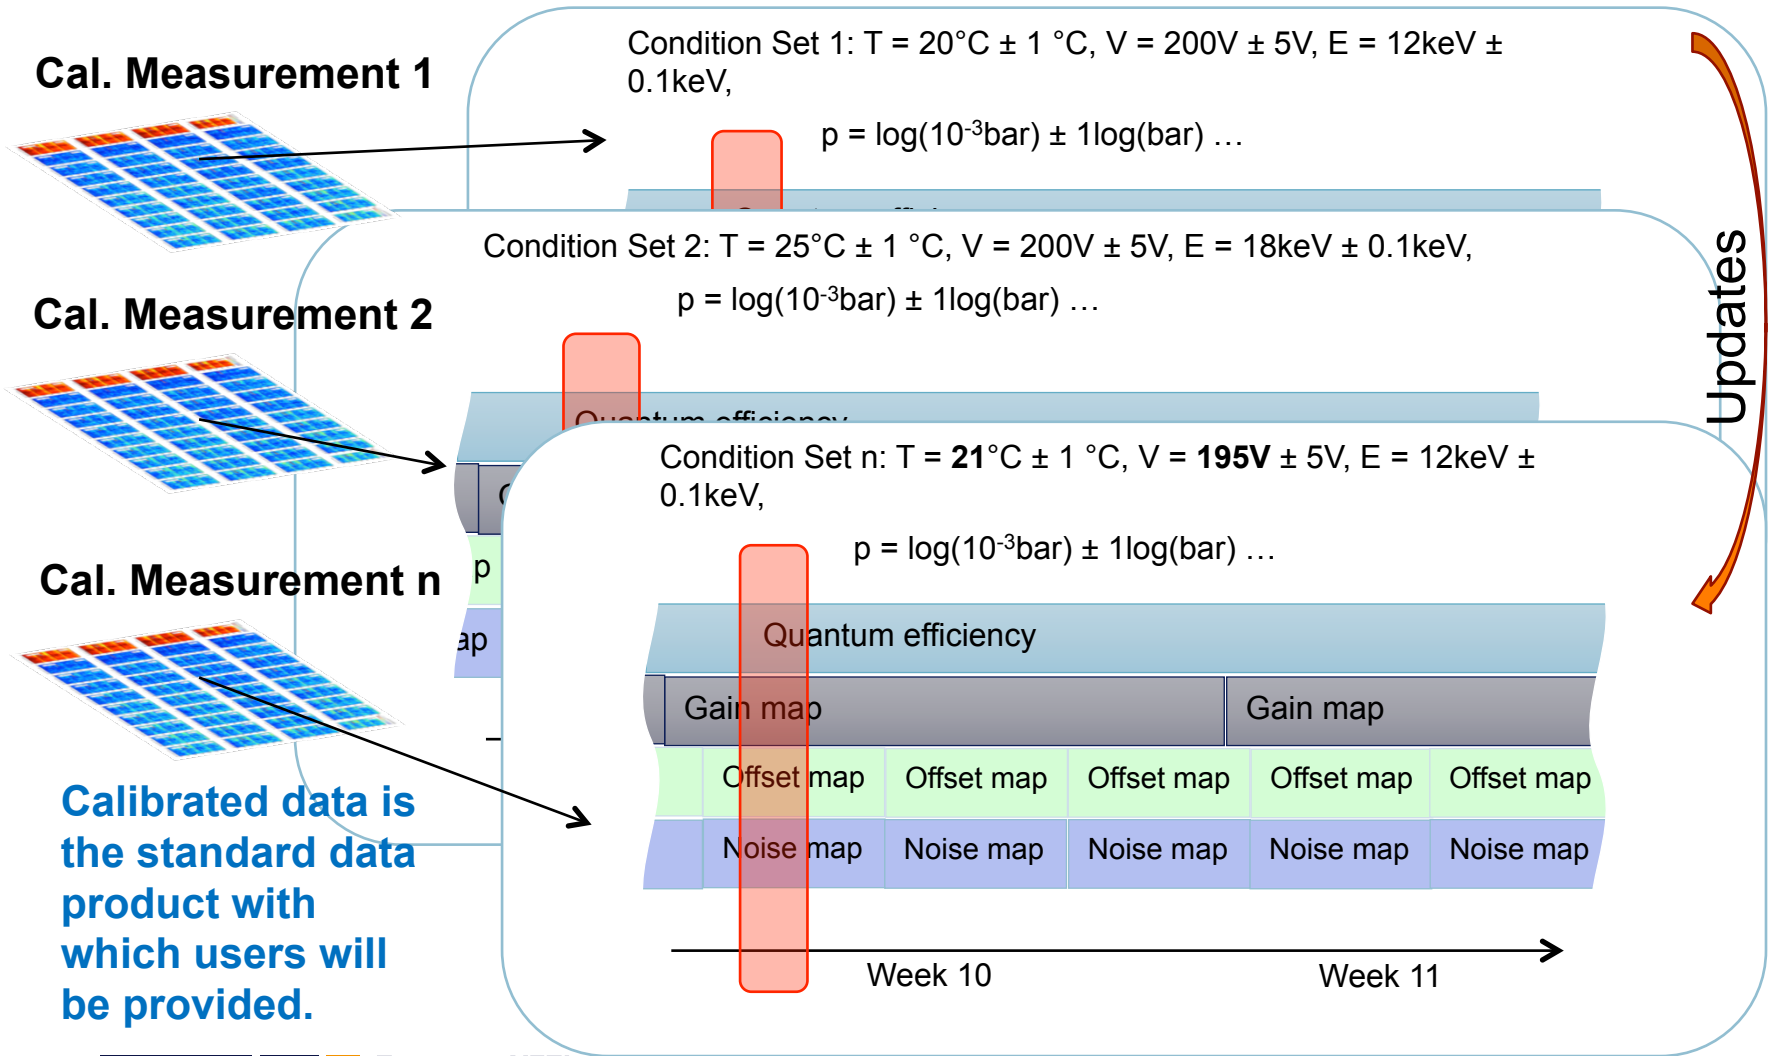 Condition Set 1: T = 20°C ± 1 °C, V = 200V ± 5V, E = 12keV ±
0.1keV,
p = log(10⁻³bar) ± 1log(bar) …
Cal. Measurement 1
Condition Set 2: T = 25°C ± 1 °C, V = 200V ± 5V, E = 18keV ± 0.1keV,
p = log(10⁻³bar) ± 1log(bar) …
Cal. Measurement 2
Updates
Quantum efficiency
Condition Set n: T = 21°C ± 1 °C, V = 195V ± 5V, E = 12keV ±
0.1keV,
p = log(10⁻³bar) ± 1log(bar) …
Cal. Measurement n
p
ap
Quantum efficiency
Gain map Gain map
Offset map Offset map Offset map Offset map Offset map
Noise map Noise map Noise map Noise map Noise map
Week 10 Week 11
Calibrated data is
the standard data
product with
which users will
be provided.